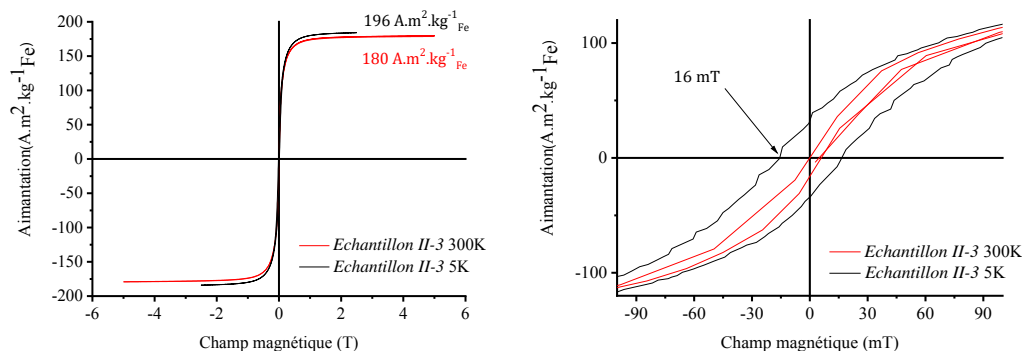 196 A.m².kg⁻¹Fe
180 A.m².kg⁻¹Fe
Aimantation(A.m².kg⁻¹Fe)
200
150
100
50
0
-50
-100
-150
-200
Echantillon II-3 300K
Echantillon II-3 5K
-6 -4 -2 0 2 4 6
Champ magnétique (T)
16 mT
Aimantation(A.m².kg⁻¹Fe)
100
0
-100
Echantillon II-3 300K
Echantillon II-3 5K
-90 -60 -30 0 30 60 90
Champ magnétique (mT)